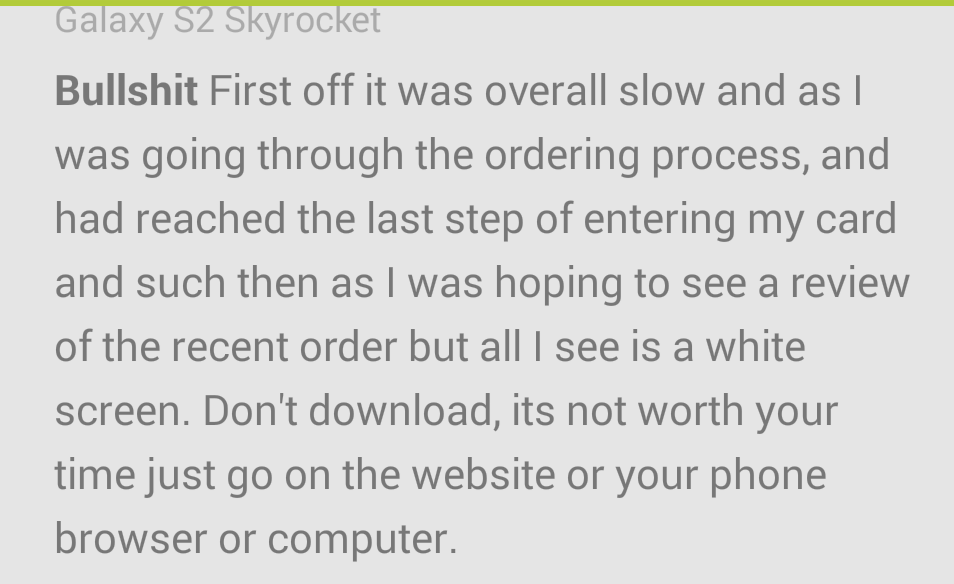 Galaxy S2 Skyrocket
Bullshit First off it was overall slow and as I
was going through the ordering process, and
had reached the last step of entering my card
and such then as I was hoping to see a review
of the recent order but all I see is a white
screen. Don't download, its not worth your
time just go on the website or your phone
browser or computer.